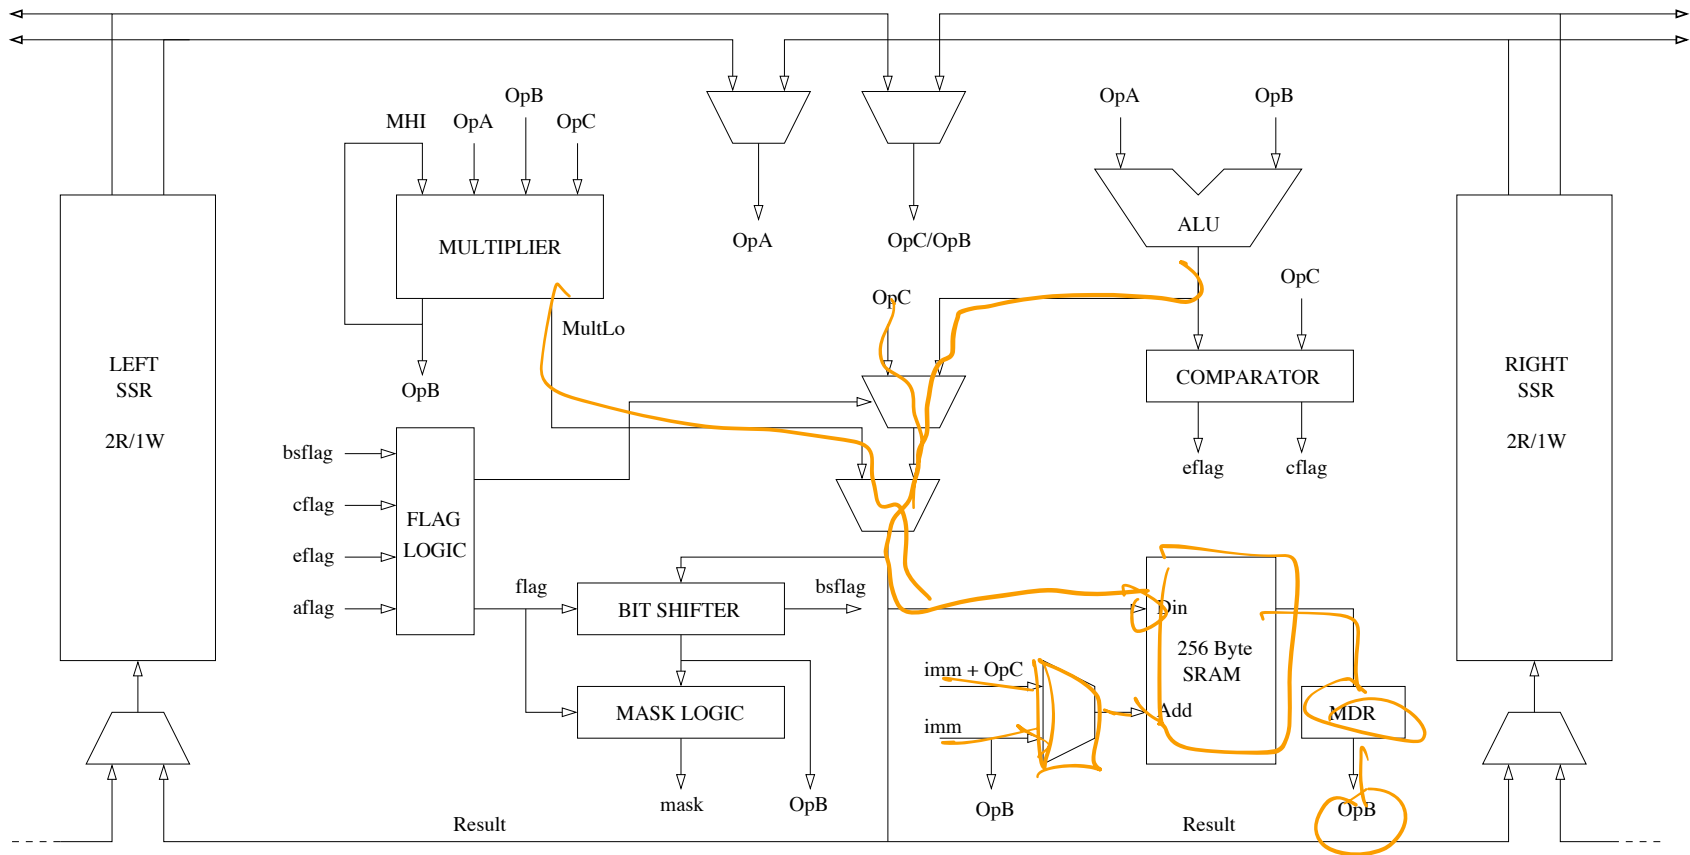 OpB
MHI OpA OpC
OpA OpB
MULTIPLIER
OpA
OpC/OpB
ALU
OpC
OpC
MultLo
LEFT
SSR
2R/1W
OpB
COMPARATOR
RIGHT
SSR
2R/1W
eflag cflag
bsflag
cflag
eflag
aflag
FLAG
LOGIC
flag
BIT SHIFTER
bsflag
Din
256 Byte
SRAM
Add
imm + OpC
imm
MASK LOGIC
MDR
mask
OpB
OpB
OpB
Result
Result